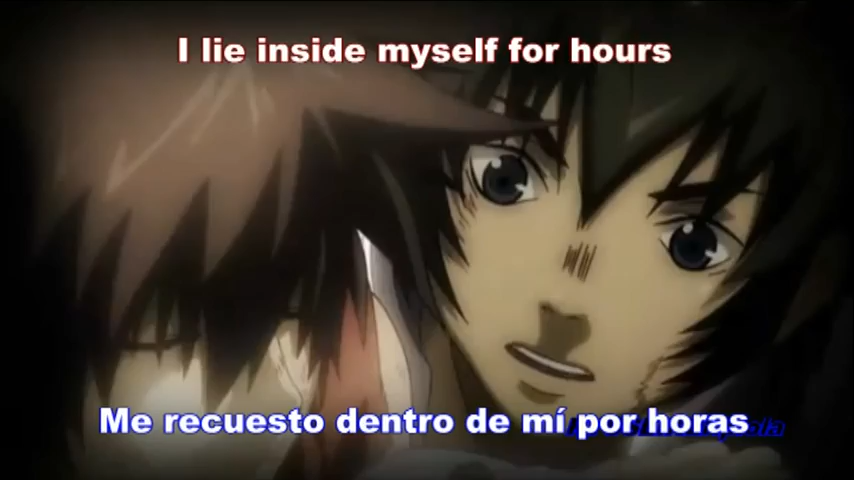 I lie inside myself for hours
Me recuesto dentro de mí por horas